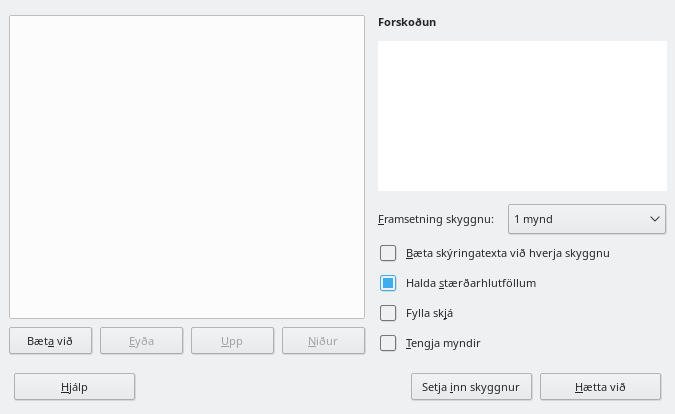 Forskoðun
Framsetning skyggnu: 1 mynd
Bæta skýringatexta við hverja skyggnu
Halda stærðarhlutföllum
Fylla skjá
Tengja myndir
Bæta við Eyða Upp Niður
Hjálp Setja inn skyggnur Hætta við